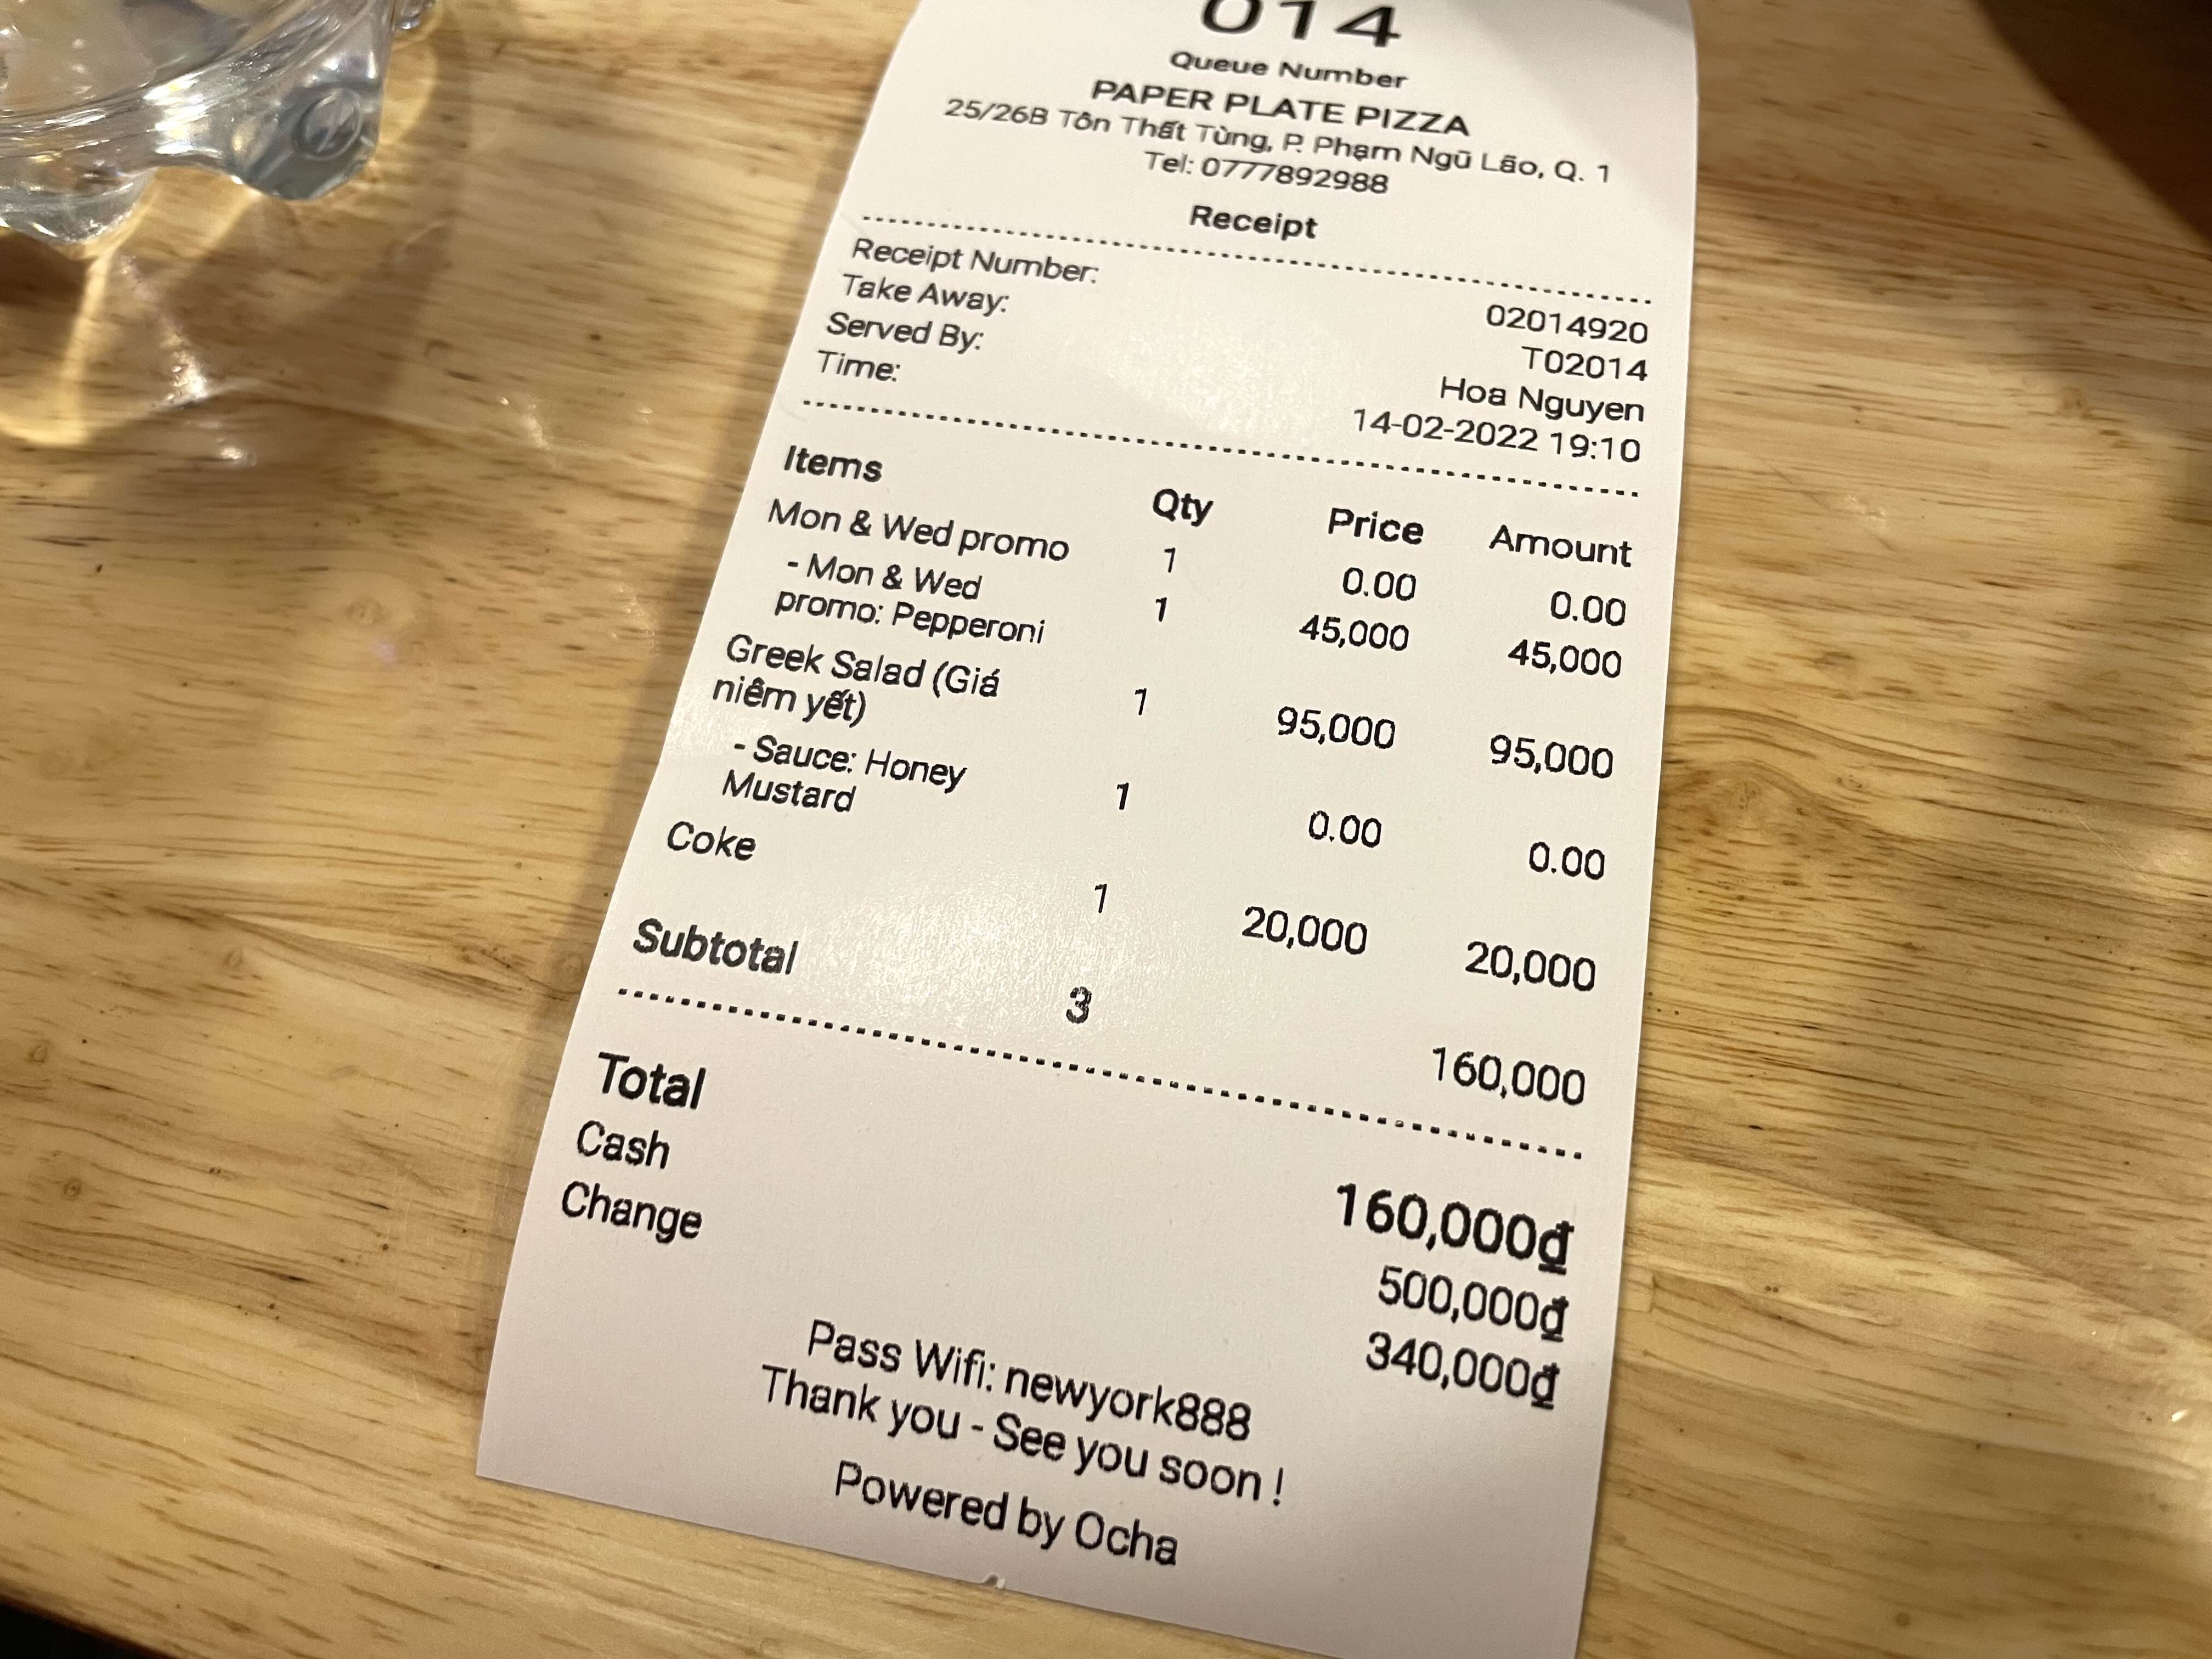 014
Queue Number
PAPER PLATE PIZZA
25/26B Tôn Thất Tùng, P. Phạm Ngũ Lão, Q. 1
Tel: 0777892988
Receipt
Receipt Number: 02014920
Take Away: T02014
Served By: Hoa Nguyen
Time: 14-02-2022 19:10
Items Qty Price Amount
Mon & Wed promo 1 0.00 0.00
- Mon & Wed 1 45,000 45,000
promo: Pepperoni
Greek Salad (Giá 1 95,000 95,000
niêm yết)
- Sauce: Honey 1 0.00 0.00
Mustard
Coke 1 20,000 20,000
Subtotal 3 160,000
Total 160,000₫
Cash 500,000₫
Change 340,000₫
Pass Wifi: newyork888
Thank you - See you soon !
Powered by Ocha